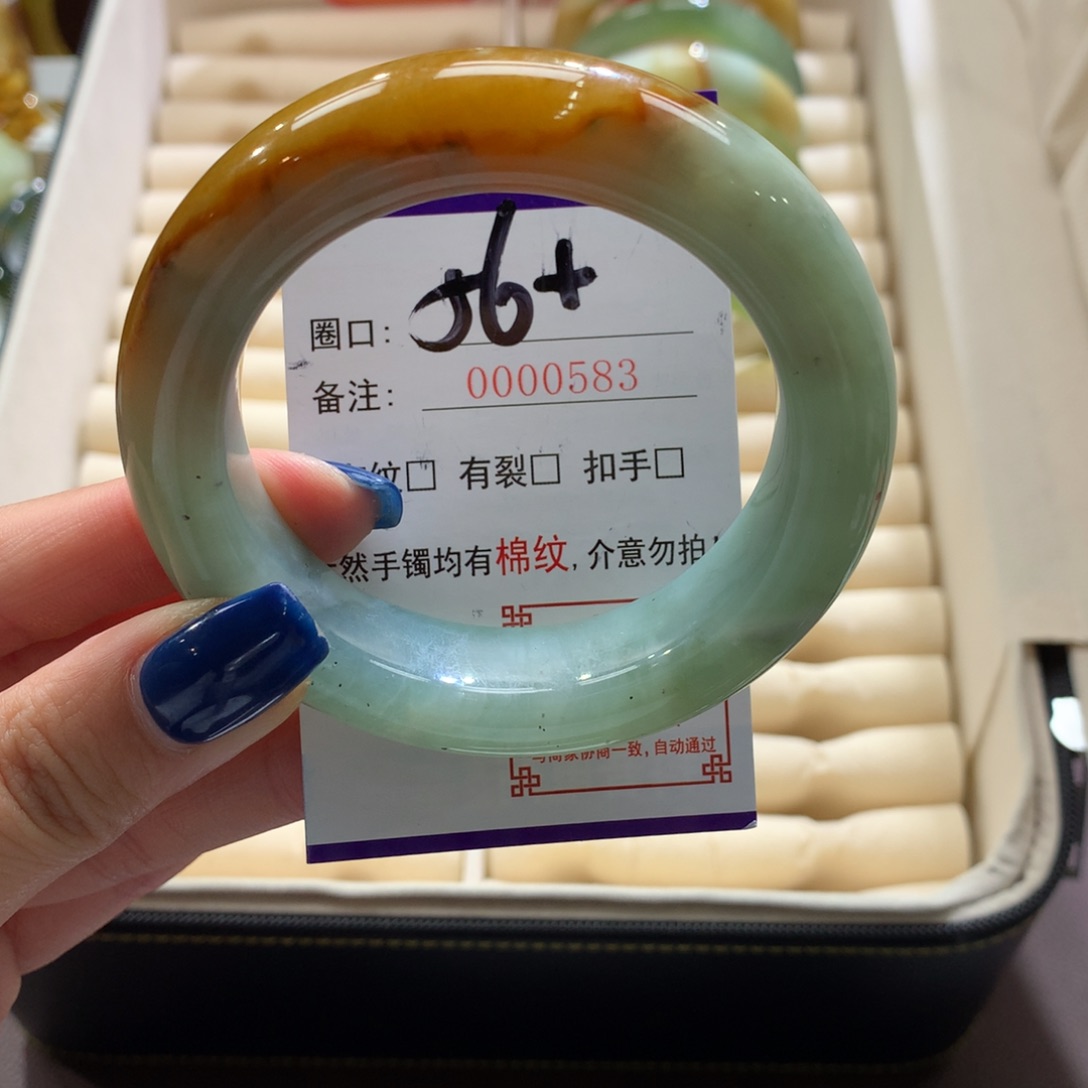 圈口: 56+
备注: 0000583
纹□ 有裂□ 扣手□
然手镯均有棉纹,介意勿拍!
与商家协商一致,自动通过